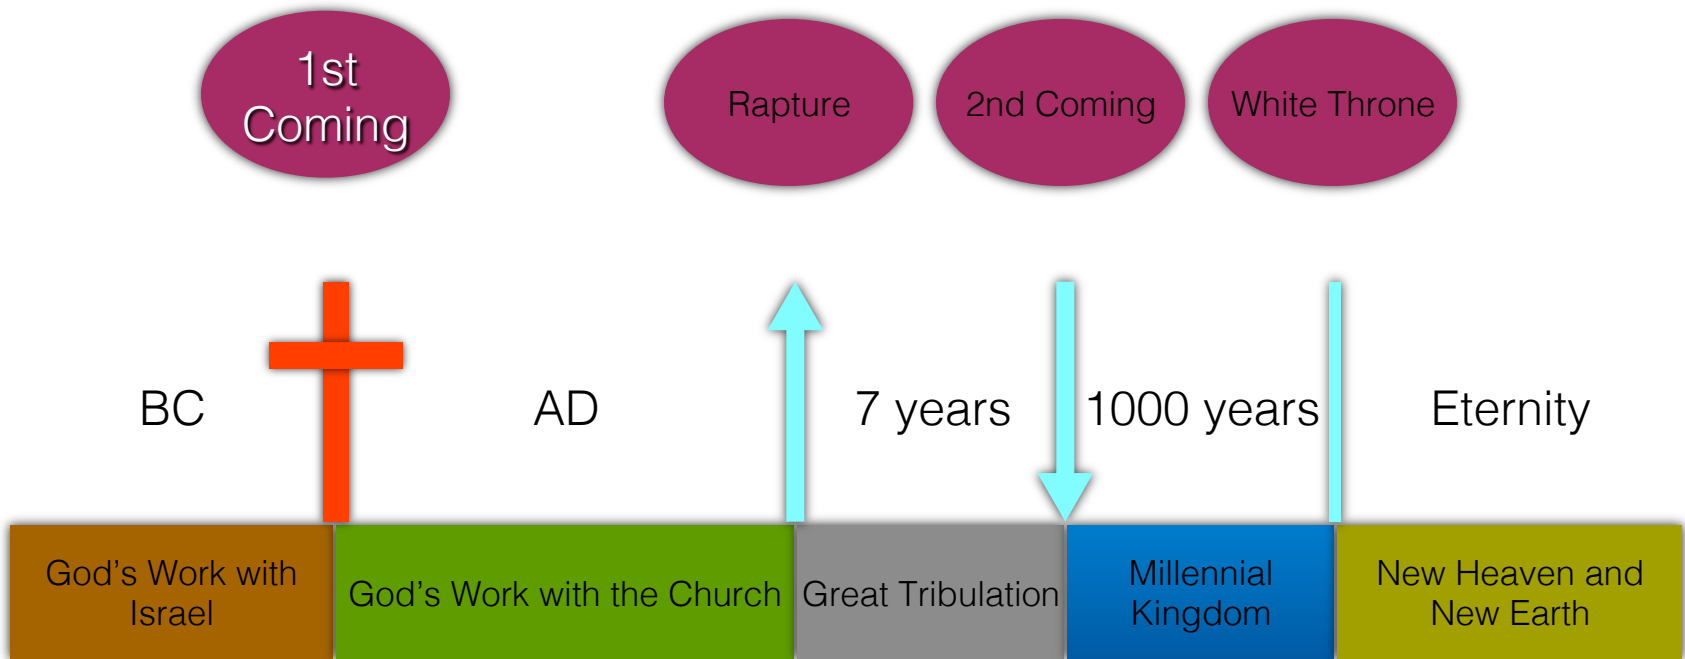 1st
Coming
Rapture
2nd Coming
White Throne
BC
AD
7 years
1000 years
Eternity
God’s Work with
Israel
God’s Work with the Church
Great Tribulation
Millennial
Kingdom
New Heaven and
New Earth